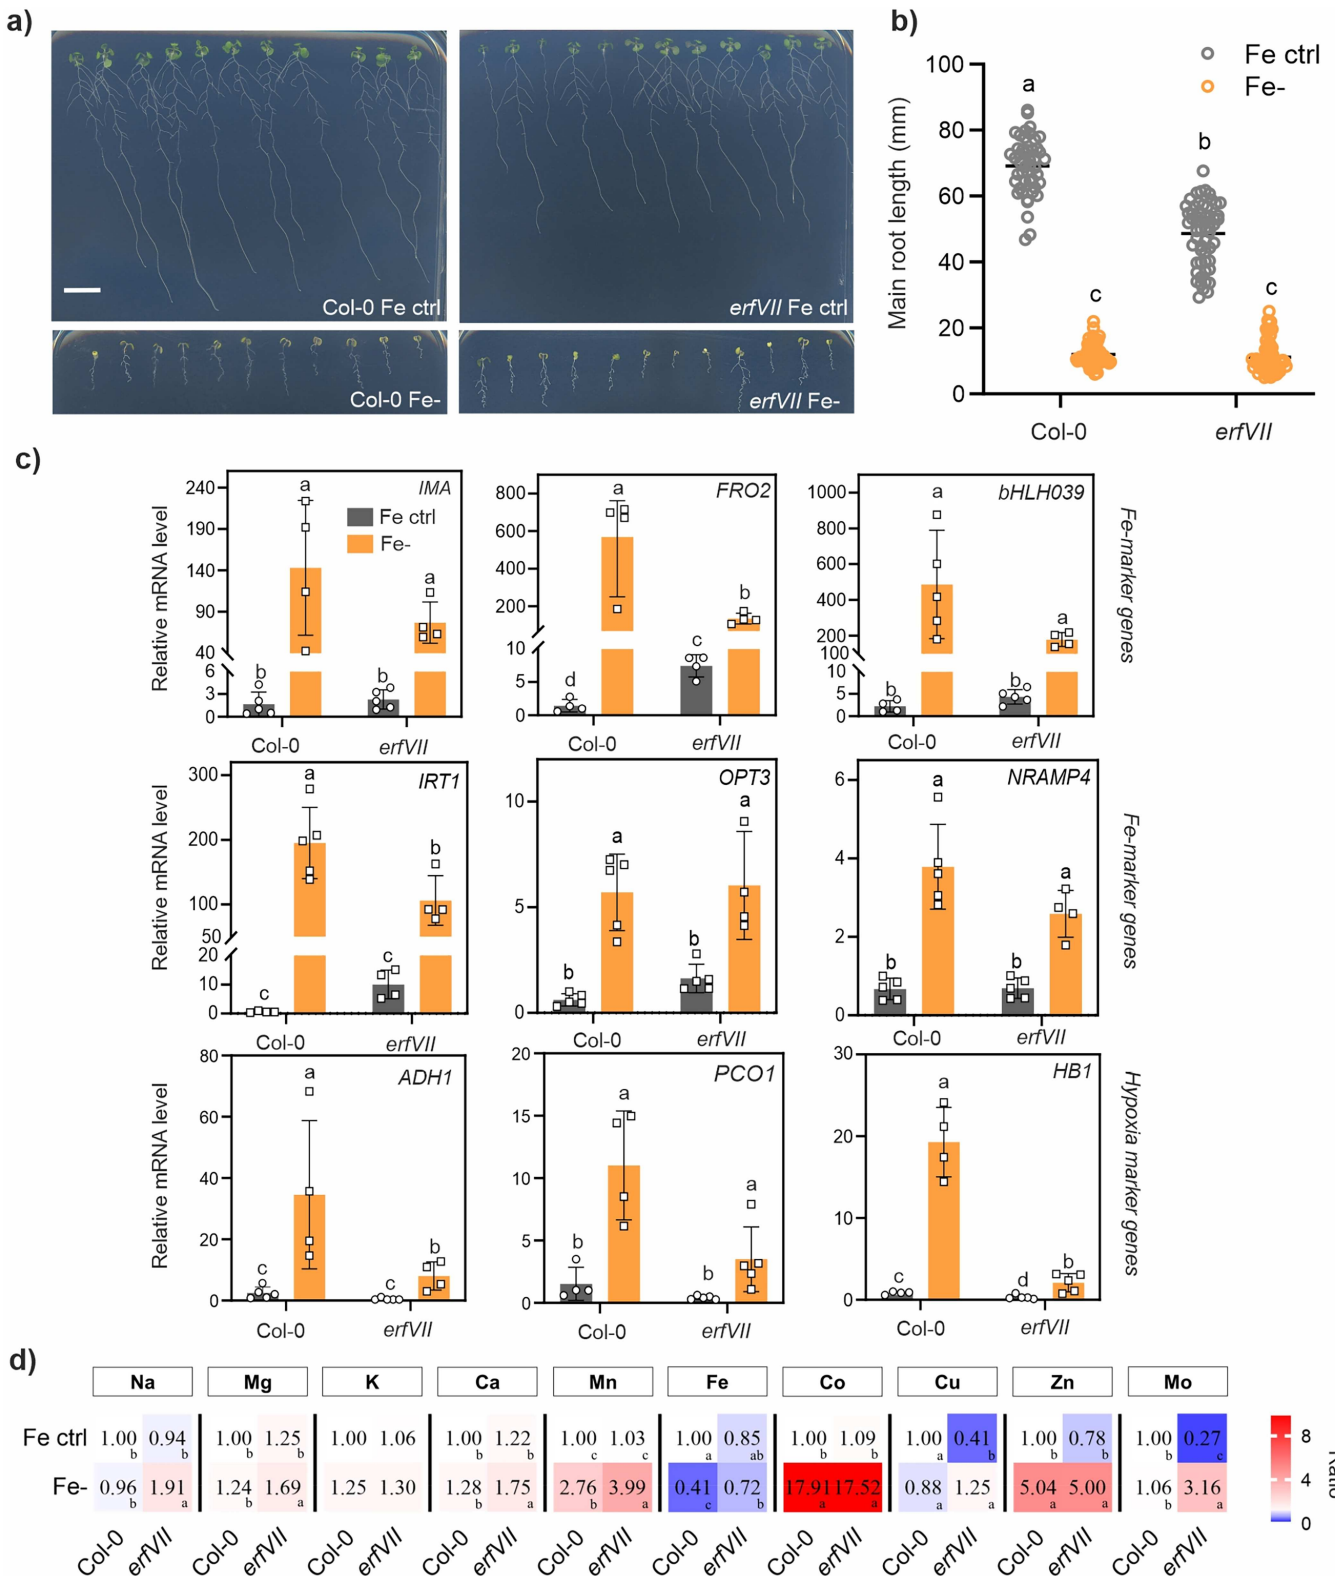 a)
Col-0 Fe ctrl
erfVII Fe ctrl
Col-0 Fe-
erfVII Fe-
b)
Fe ctrl
Fe-
Main root length (mm)
100
80
60
40
20
0
a
b
c
c
Col-0
erfVII
c)
Relative mRNA level
240
190
140
90
40
6
3
0
IMA
Fe ctrl
Fe-
b
a
b
a
Col-0
erfVII
800
600
400
200
10
5
0
FRO2
d
a
c
b
Col-0
erfVII
1000
800
600
400
200
100
10
5
0
bHLH039
b
a
b
a
Col-0
erfVII
Fe-marker genes
Relative mRNA level
300
200
100
50
20
10
0
IRT1
c
a
c
b
Col-0
erfVII
10
5
0
OPT3
b
a
b
a
Col-0
erfVII
6
4
2
0
NRAMP4
b
a
b
a
Col-0
erfVII
Fe-marker genes
Relative mRNA level
80
60
40
20
0
ADH1
c
a
c
b
Col-0
erfVII
20
15
10
5
0
PCO1
b
a
b
a
Col-0
erfVII
30
20
10
0
HB1
c
a
d
b
Col-0
erfVII
Hypoxia marker genes
d)
Na Mg K Ca Mn Fe Co Cu Zn Mo
Fe ctrl 1.00 b 0.94 b 1.00 b 1.25 b 1.00 1.06 1.00 b 1.22 b 1.00 c 1.03 c 1.00 a 0.85 ab 1.00 b 1.09 b 1.00 a 0.41 b 1.00 b 0.78 b 1.00 b 0.27 c
Fe- 0.96 b 1.91 a 1.24 b 1.69 a 1.25 1.30 1.28 b 1.75 a 2.76 b 3.99 a 0.41 c 0.72 b 17.91 a 17.52 a 0.88 a 1.25 a 5.04 a 5.00 a 1.06 b 3.16 a
Col-0 erfVII Col-0 erfVII Col-0 erfVII Col-0 erfVII Col-0 erfVII Col-0 erfVII Col-0 erfVII Col-0 erfVII Col-0 erfVII Col-0 erfVII
8
4
0
Ratio